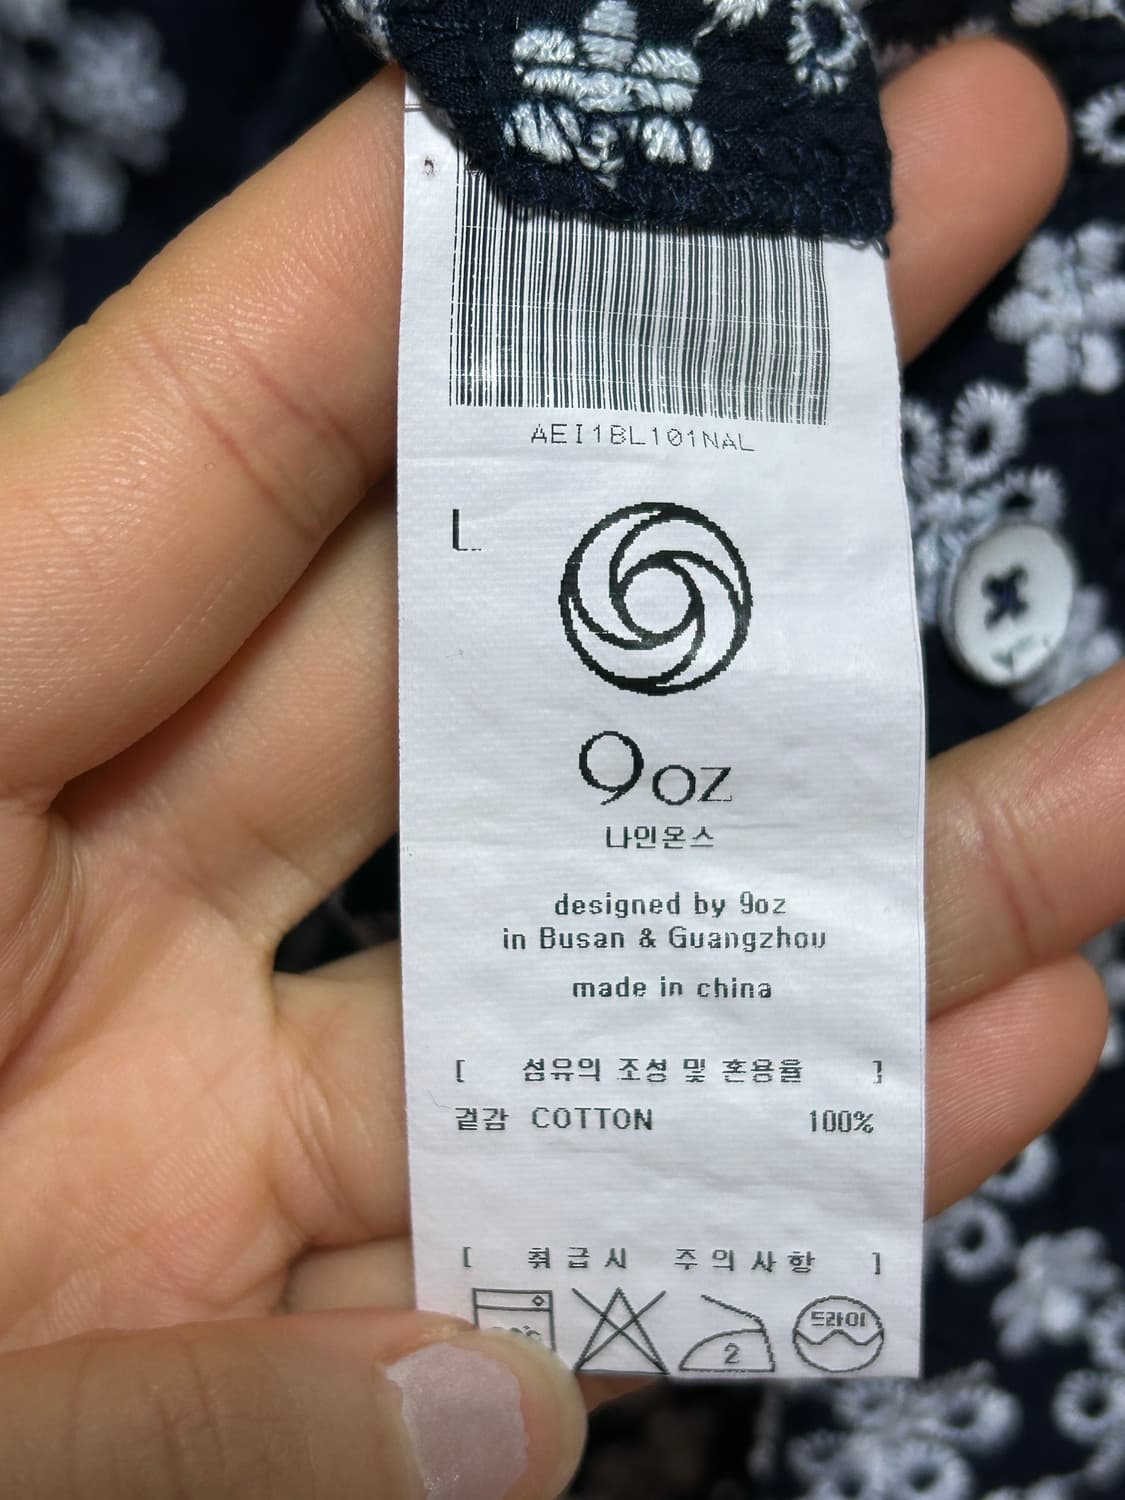 AEI1BL101NAL
L
9oz
나인온스
designed by 9oz
in Busan & Guangzhou
made in china
[ 섬유의 조성 및 혼용율 ]
겉감 COTTON 100%
[ 취급시 주의사항 ]
2 드라이